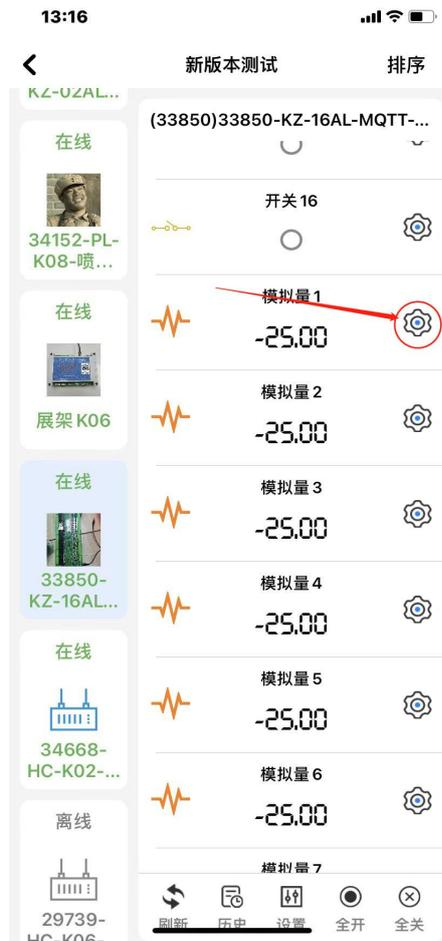 13:16
新版本测试
排序
KZ-02AL...
在线
34152-PL-
K08-喷...
在线
展架 K06
在线
33850-
KZ-16AL...
在线
34668-
HC-K02-...
离线
29739-
HC-K06-
(33850)33850-KZ-16AL-MQTT-...
开关 16
模拟量 1
-25.00
模拟量 2
-25.00
模拟量 3
-25.00
模拟量 4
-25.00
模拟量 5
-25.00
模拟量 6
-25.00
模拟量 7
刷新
历史
设置
全开
全关